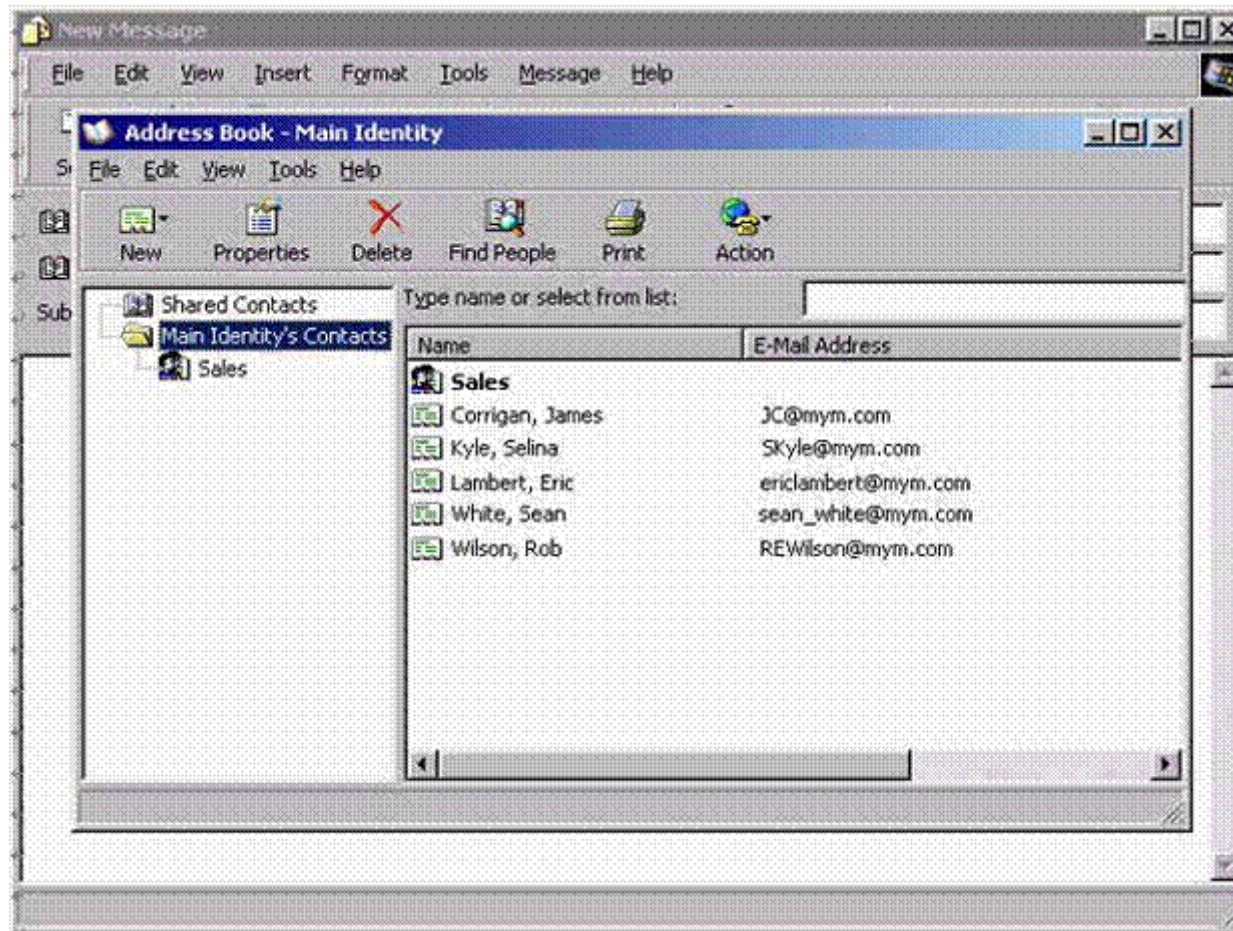 New Message
File Edit View Insert Format Tools Message Help
Address Book - Main Identity
File Edit View Tools Help
New Properties Delete Find People Print Action
Sub
Shared Contacts
Main Identity's Contacts
Sales
Type name or select from list:
Name E-Mail Address
Sales
Corrigan, James JC@mym.com
Kyle, Selina SKyle@mym.com
Lambert, Eric ericlambert@mym.com
White, Sean sean_white@mym.com
Wilson, Rob REWilson@mym.com